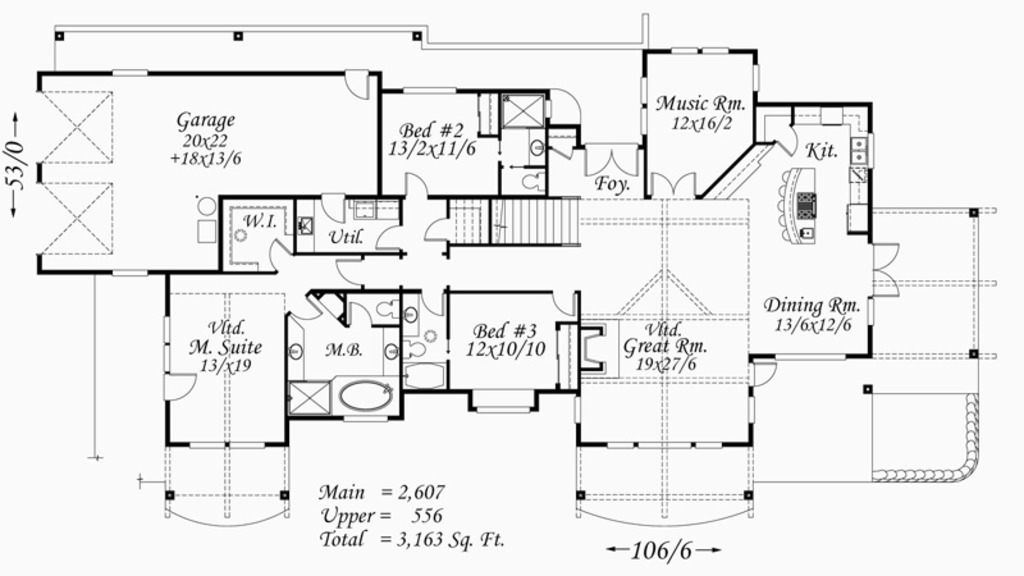 53/0
Garage
20x22
+18x13/6
Bed #2
13/2x11/6
Music Rm.
12x16/2
Kit.
Foy.
W.I.
Util.
Vltd.
M. Suite
13/x19
M.B.
Bed #3
12x10/10
Vltd.
Great Rm.
19x27/6
Dining Rm.
13/6x12/6
Main = 2,607
Upper = 556
Total = 3,163 Sq. Ft.
106/6